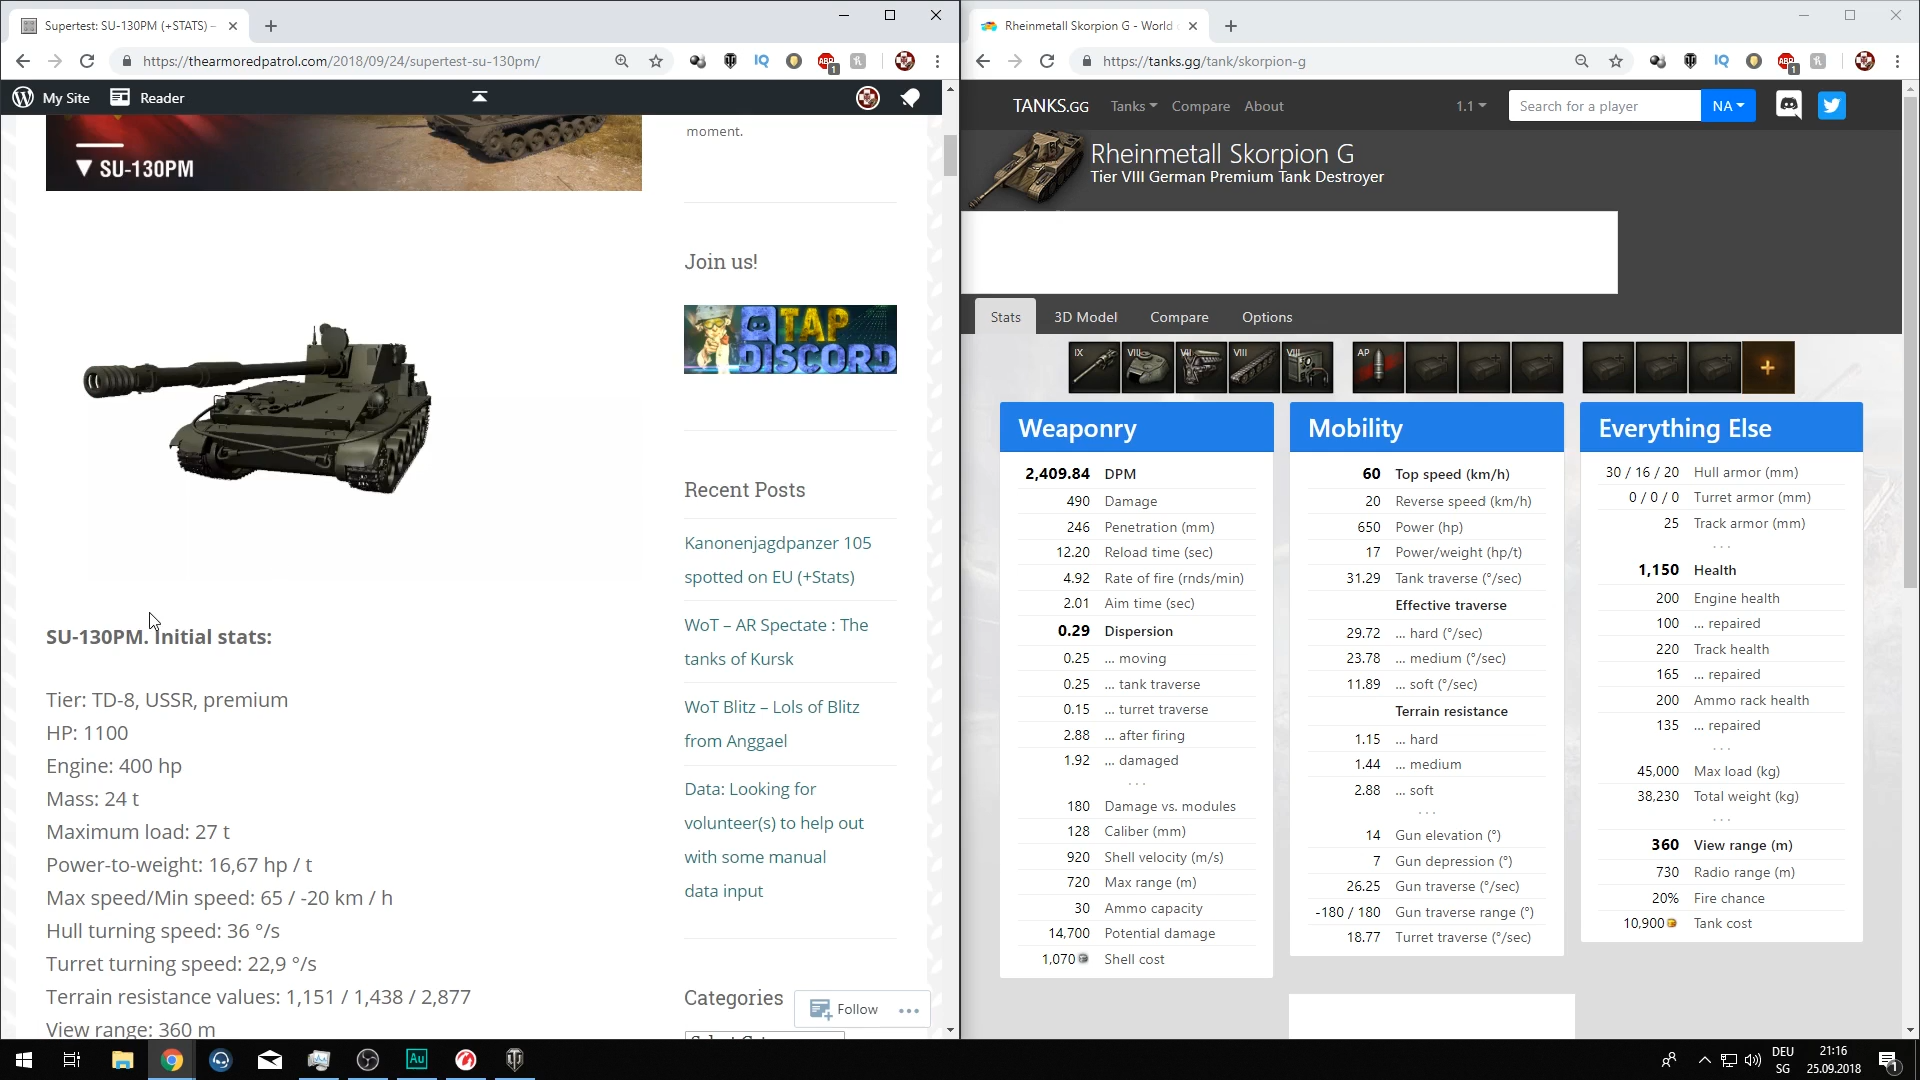 Supertest: SU-130PM (+STATS) –
https://thearmoredpatrol.com/2018/09/24/supertest-su-130pm/
ABP
1
My Site
Reader
moment.
SU-130PM
Join us!
TAP
DISCORD
Recent Posts
Kanonenjagdpanzer 105
spotted on EU (+Stats)
WoT – AR Spectate : The
tanks of Kursk
WoT Blitz – Lols of Blitz
from Anggael
Data: Looking for
volunteer(s) to help out
with some manual
data input
Categories
Follow
SU-130PM. Initial stats:
Tier: TD-8, USSR, premium
HP: 1100
Engine: 400 hp
Mass: 24 t
Maximum load: 27 t
Power-to-weight: 16,67 hp / t
Max speed/Min speed: 65 / -20 km / h
Hull turning speed: 36 °/s
Turret turning speed: 22,9 °/s
Terrain resistance values: 1,151 / 1,438 / 2,877
View range: 360 m
Rheinmetall Skorpion G - World
https://tanks.gg/tank/skorpion-g
IQ
ABP
1
TANKS.GG
Tanks
Compare
About
1.1
Search for a player
NA
Rheinmetall Skorpion G
Tier VIII German Premium Tank Destroyer
Stats
3D Model
Compare
Options
IX
VIII
VII
VIII
VIII
AP
Weaponry
2,409.84 DPM
490 Damage
246 Penetration (mm)
12.20 Reload time (sec)
4.92 Rate of fire (rnds/min)
2.01 Aim time (sec)
0.29 Dispersion
0.25 ... moving
0.25 ... tank traverse
0.15 ... turret traverse
2.88 ... after firing
1.92 ... damaged
...
180 Damage vs. modules
128 Caliber (mm)
920 Shell velocity (m/s)
720 Max range (m)
30 Ammo capacity
14,700 Potential damage
1,070 Shell cost
Mobility
60 Top speed (km/h)
20 Reverse speed (km/h)
650 Power (hp)
17 Power/weight (hp/t)
31.29 Tank traverse (°/sec)
Effective traverse
29.72 ... hard (°/sec)
23.78 ... medium (°/sec)
11.89 ... soft (°/sec)
Terrain resistance
1.15 ... hard
1.44 ... medium
2.88 ... soft
...
14 Gun elevation (°)
7 Gun depression (°)
26.25 Gun traverse (°/sec)
-180 / 180 Gun traverse range (°)
18.77 Turret traverse (°/sec)
Everything Else
30 / 16 / 20 Hull armor (mm)
0 / 0 / 0 Turret armor (mm)
25 Track armor (mm)
...
1,150 Health
200 Engine health
100 ... repaired
220 Track health
165 ... repaired
200 Ammo rack health
135 ... repaired
...
45,000 Max load (kg)
38,230 Total weight (kg)
...
360 View range (m)
730 Radio range (m)
20% Fire chance
10,900 Tank cost
Au
DEU
SG
21:16
25.09.2018
1